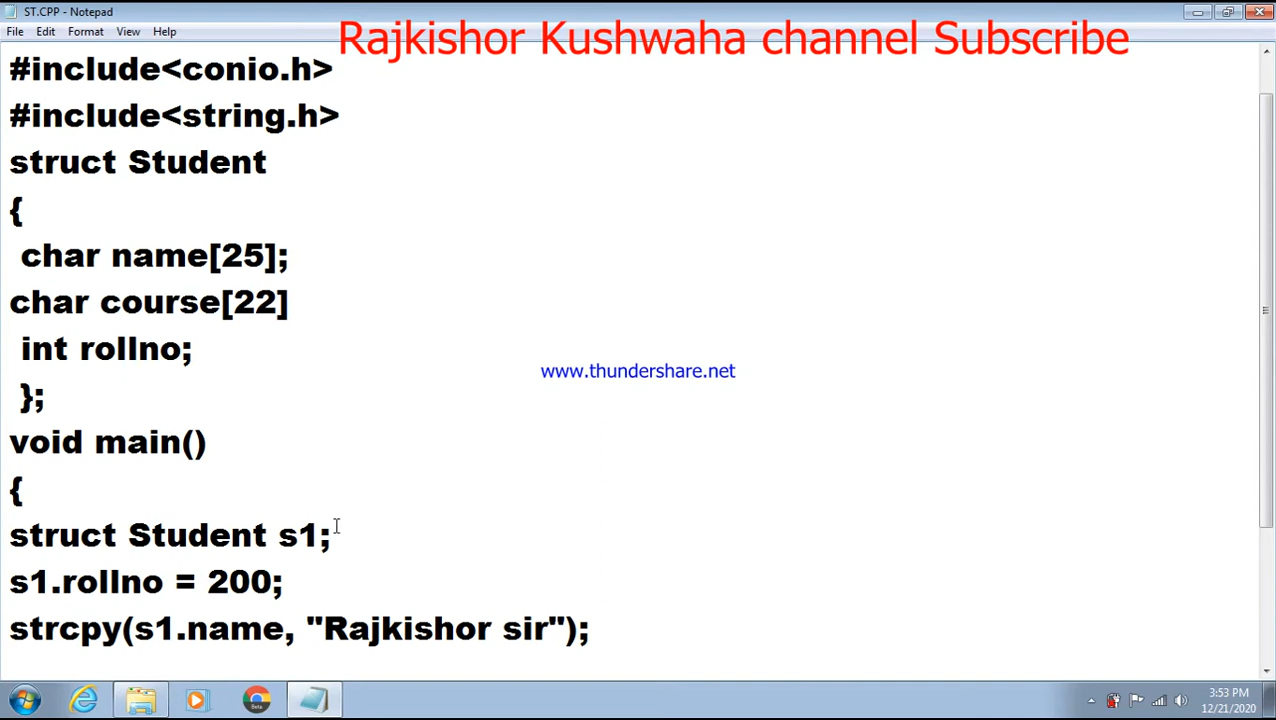 ST.CPP - Notepad
File Edit Format View Help
Rajkishor Kushwaha channel Subscribe
#include<conio.h>
#include<string.h>
struct Student
{
char name[25];
char course[22]
int rollno;
};
www.thundershare.net
void main()
{
struct Student s1;
s1.rollno = 200;
strcpy(s1.name, "Rajkishor sir");
3:53 PM
12/21/2020